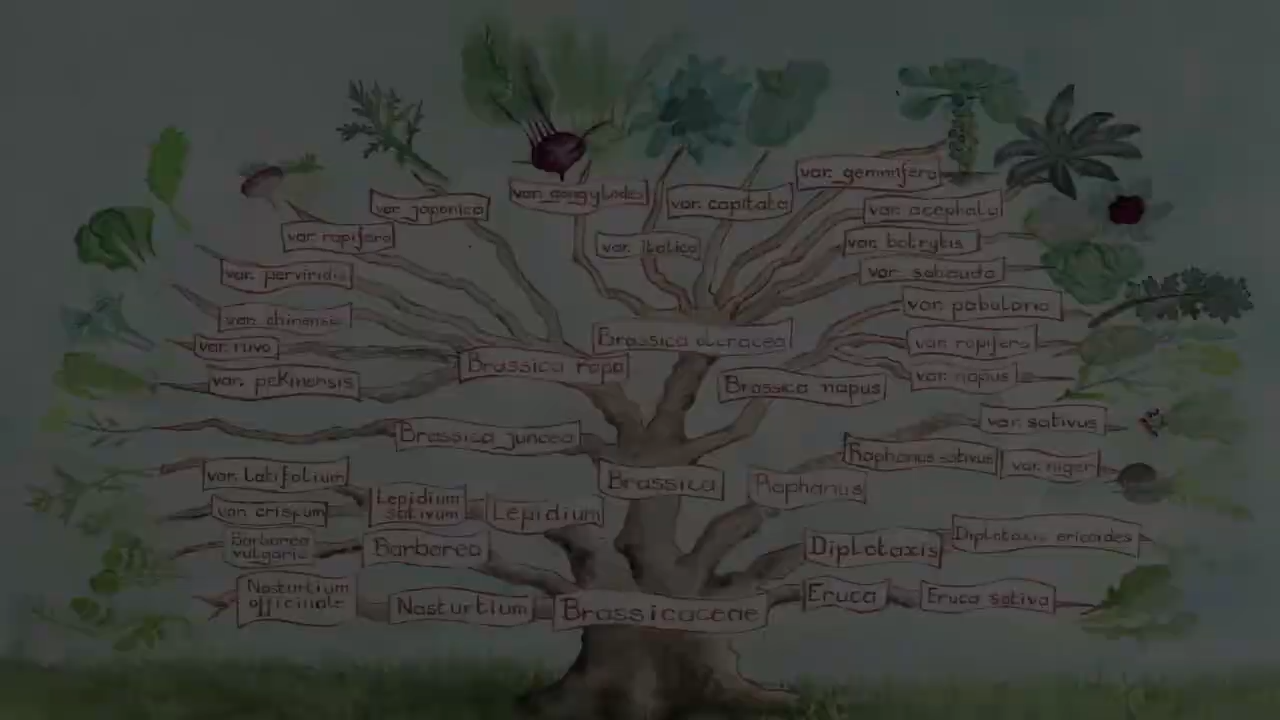 var. gemmifera
var. gongylodes
var. capitata
var. japonica
var. acephala
var. rapifera
var. italica
var. botrytis
var. perviridis
var. sabauda
var. pabularia
var. chinensis
Brassica oleracea
var. rapifera
var. ruvo
Brassica rapa
var. napus
var. pekinensis
Brassica napus
var. sativus
Brassica juncea
Raphanus sativus
var. niger
var. latifolium
Brassica
Raphanus
Lepidium
sativum
var. crispum
Lepidium
Barbarea
vulgaris
Barbarea
Diplotaxis
Diplotaxis ericoides
Nasturtium
officinale
Nasturtium
Brassicaceae
Eruca
Eruca sativa